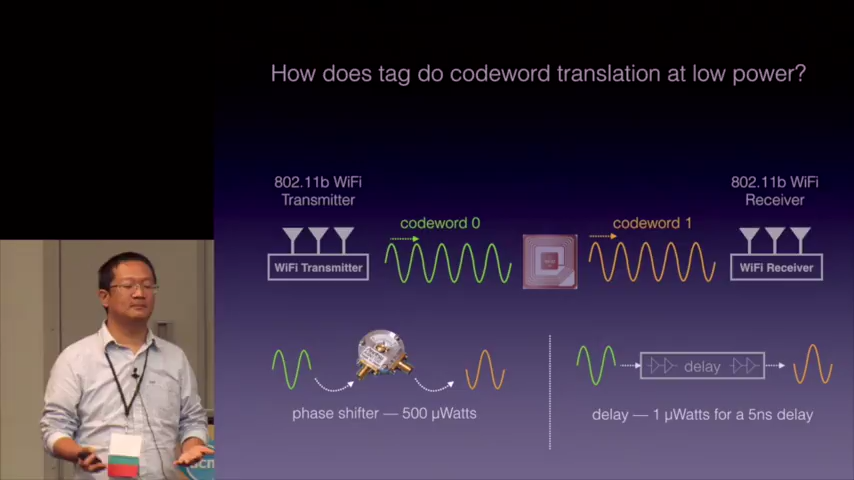 How does tag do codeword translation at low power?
802.11b WiFi
Transmitter
802.11b WiFi
Receiver
codeword 0
codeword 1
WiFi Transmitter
WiFi Receiver
delay
phase shifter — 500 µWatts
delay — 1 µWatts for a 5ns delay